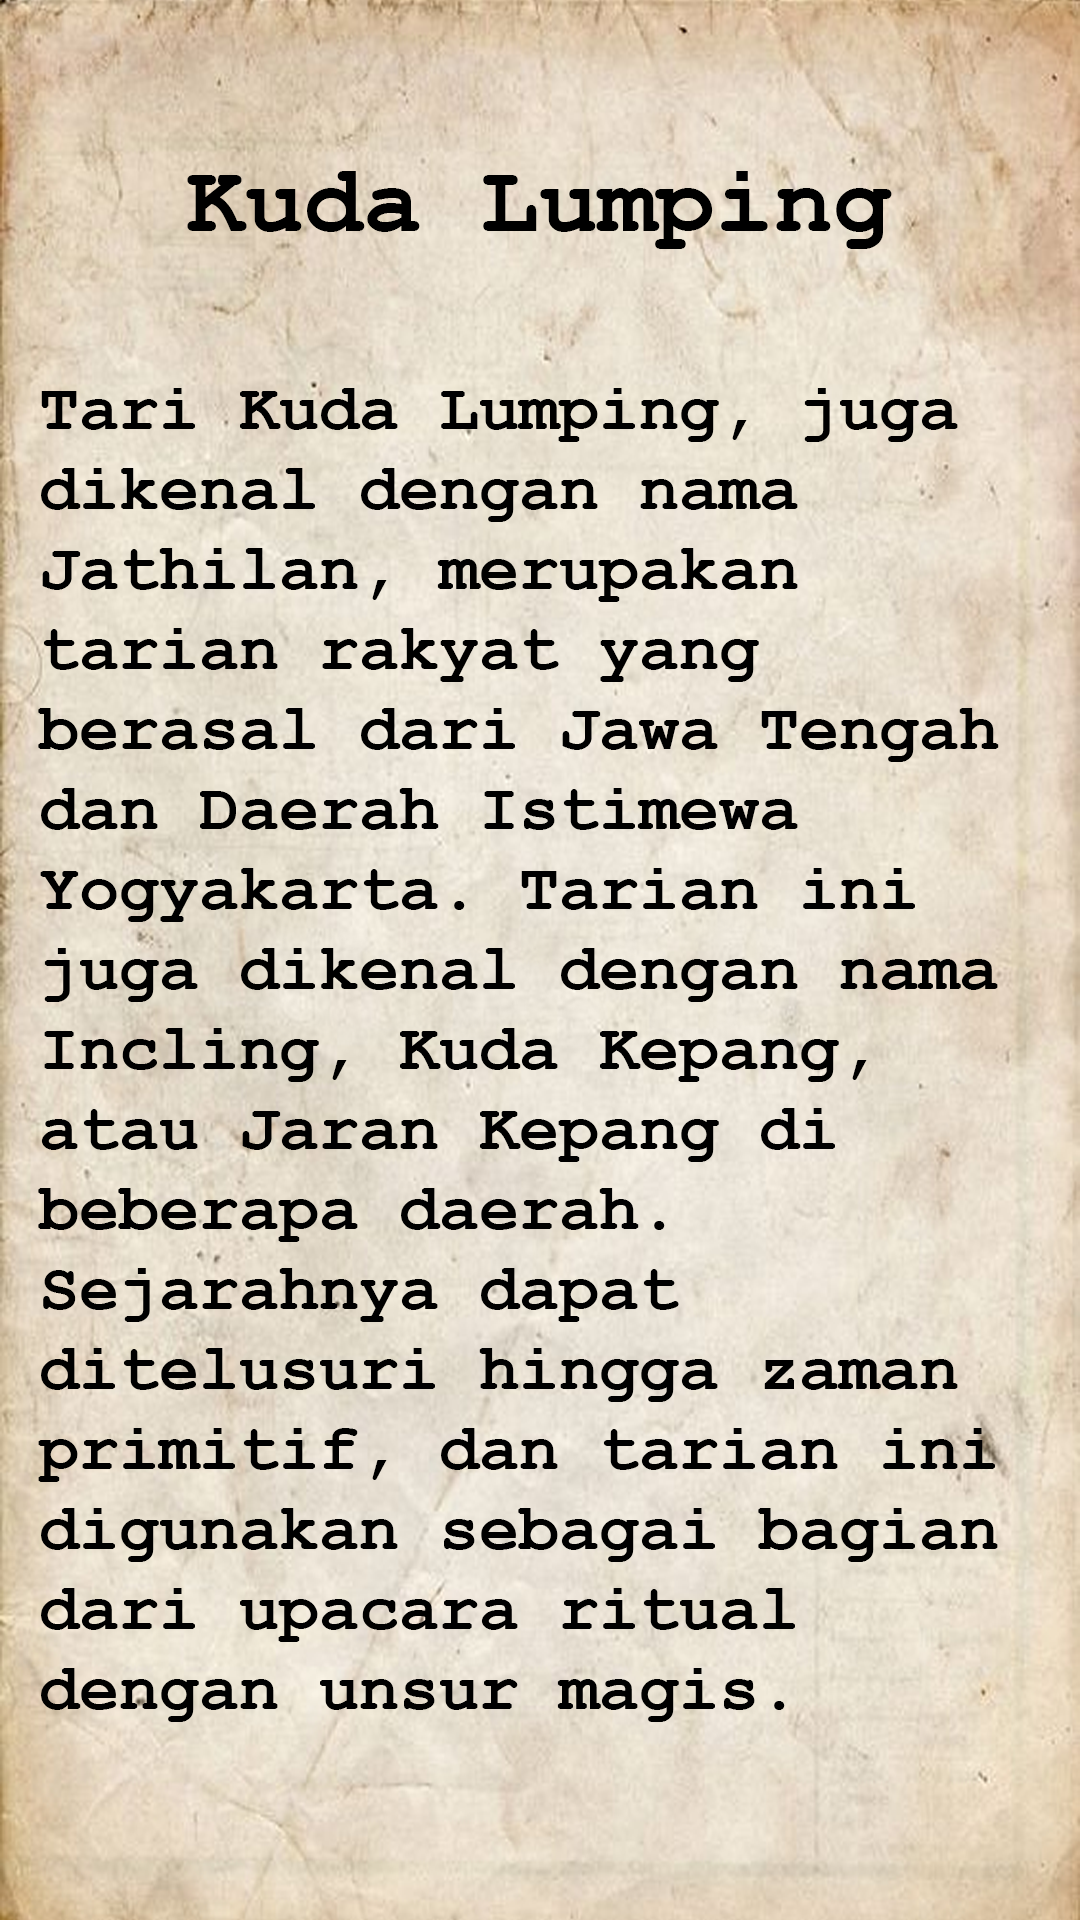 Kuda Lumping
Tari Kuda Lumping, juga
dikenal dengan nama
Jathilan, merupakan
tarian rakyat yang
berasal dari Jawa Tengah
dan Daerah Istimewa
Yogyakarta. Tarian ini
juga dikenal dengan nama
Incling, Kuda Kepang,
atau Jaran Kepang di
beberapa daerah.
Sejarahnya dapat
ditelusuri hingga zaman
primitif, dan tarian ini
digunakan sebagai bagian
dari upacara ritual
dengan unsur magis.